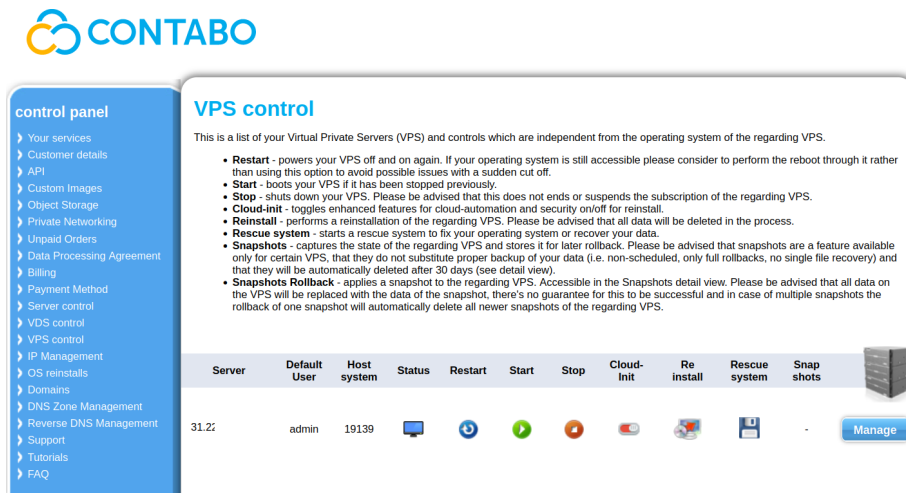 CONTABO
control panel
Your services
Customer details
API
Custom Images
Object Storage
Private Networking
Unpaid Orders
Data Processing Agreement
Billing
Payment Method
Server control
VDS control
VPS control
IP Management
OS reinstalls
Domains
DNS Zone Management
Reverse DNS Management
Support
Tutorials
FAQ
VPS control
This is a list of your Virtual Private Servers (VPS) and controls which are independent from the operating system of the regarding VPS.
Restart - powers your VPS off and on again. If your operating system is still accessible please consider to perform the reboot through it rather
than using this option to avoid possible issues with a sudden cut off.
Start - boots your VPS if it has been stopped previously.
Stop - shuts down your VPS. Please be advised that this does not ends or suspends the subscription of the regarding VPS.
Cloud-init - toggles enhanced features for cloud-automation and security on/off for reinstall.
Reinstall - performs a reinstallation of the regarding VPS. Please be advised that all data will be deleted in the process.
Rescue system - starts a rescue system to fix your operating system or recover your data.
Snapshots - captures the state of the regarding VPS and stores it for later rollback. Please be advised that snapshots are a feature available
only for certain VPS, that they do not substitute proper backup of your data (i.e. non-scheduled, only full rollbacks, no single file recovery) and
that they will be automatically deleted after 30 days (see detail view).
Snapshots Rollback - applies a snapshot to the regarding VPS. Accessible in the Snapshots detail view. Please be advised that all data on
the VPS will be replaced with the data of the snapshot, there's no guarantee for this to be successful and in case of multiple snapshots the
rollback of one snapshot will automatically delete all newer snapshots of the regarding VPS.
Server Default User Host system Status Restart Start Stop Cloud-Init Re install Rescue system Snap shots
31.22 admin 19139 - Manage